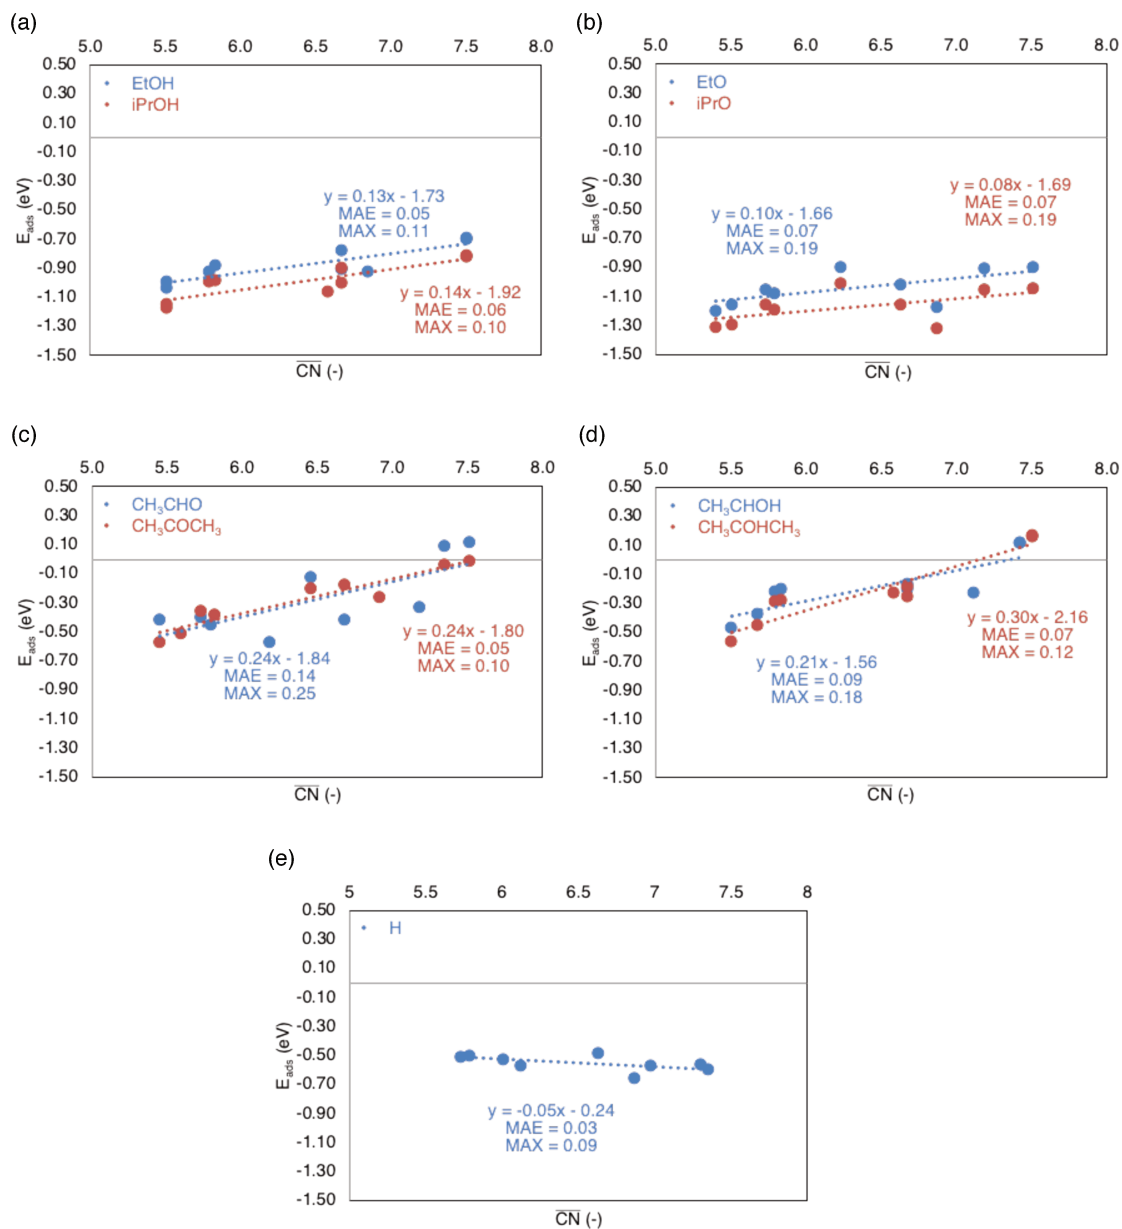 (a)
5.0 5.5 6.0 6.5 7.0 7.5 8.0
0.50
0.30
0.10
-0.10
-0.30
-0.50
-0.70
-0.90
-1.10
-1.30
-1.50
E_ads (eV)
EtOH
iPrOH
y = 0.13x - 1.73
MAE = 0.05
MAX = 0.11
y = 0.14x - 1.92
MAE = 0.06
MAX = 0.10
C̅N̅ (-)
(b)
5.0 5.5 6.0 6.5 7.0 7.5 8.0
0.50
0.30
0.10
-0.10
-0.30
-0.50
-0.70
-0.90
-1.10
-1.30
-1.50
E_ads (eV)
EtO
iPrO
y = 0.10x - 1.66
MAE = 0.07
MAX = 0.19
y = 0.08x - 1.69
MAE = 0.07
MAX = 0.19
C̅N̅ (-)
(c)
5.0 5.5 6.0 6.5 7.0 7.5 8.0
0.50
0.30
0.10
-0.10
-0.30
-0.50
-0.70
-0.90
-1.10
-1.30
-1.50
E_ads (eV)
CH₃CHO
CH₃COCH₃
y = 0.24x - 1.84
MAE = 0.14
MAX = 0.25
y = 0.24x - 1.80
MAE = 0.05
MAX = 0.10
C̅N̅ (-)
(d)
5.0 5.5 6.0 6.5 7.0 7.5 8.0
0.50
0.30
0.10
-0.10
-0.30
-0.50
-0.70
-0.90
-1.10
-1.30
-1.50
E_ads (eV)
CH₃CHOH
CH₃COHCH₃
y = 0.21x - 1.56
MAE = 0.09
MAX = 0.18
y = 0.30x - 2.16
MAE = 0.07
MAX = 0.12
C̅N̅ (-)
(e)
5 5.5 6 6.5 7 7.5 8
0.50
0.30
0.10
-0.10
-0.30
-0.50
-0.70
-0.90
-1.10
-1.30
-1.50
E_ads (eV)
H
y = -0.05x - 0.24
MAE = 0.03
MAX = 0.09
C̅N̅ (-)